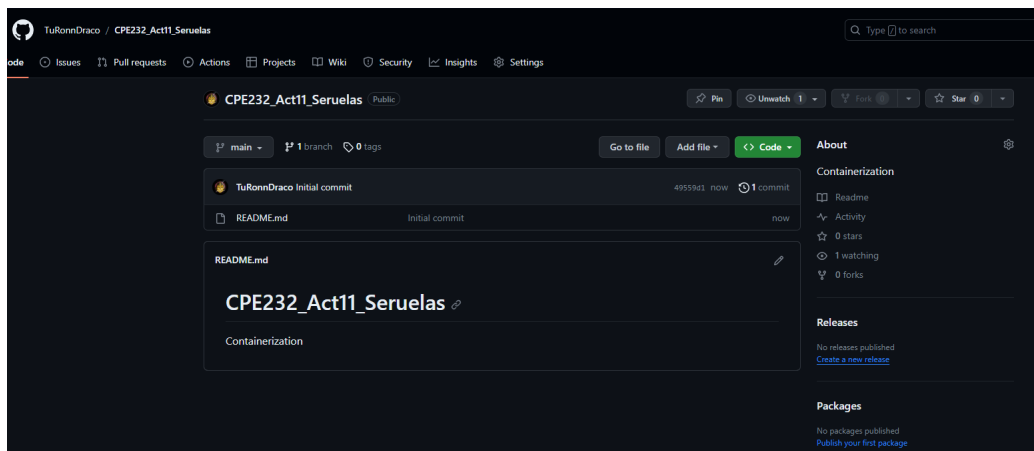 TuRonnDraco / CPE232_Act11_Seruelas
Type / to search
ode Issues Pull requests Actions Projects Wiki Security Insights Settings
CPE232_Act11_Seruelas Public
Pin Unwatch 1 Fork 0 Star 0
main 1 branch 0 tags Go to file Add file Code
About
Containerization
TuRonnDraco Initial commit 49559d1 now 1 commit
Readme
README.md Initial commit now
Activity
0 stars
1 watching
0 forks
README.md
CPE232_Act11_Seruelas
Containerization
Releases
No releases published
Create a new release
Packages
No packages published
Publish your first package